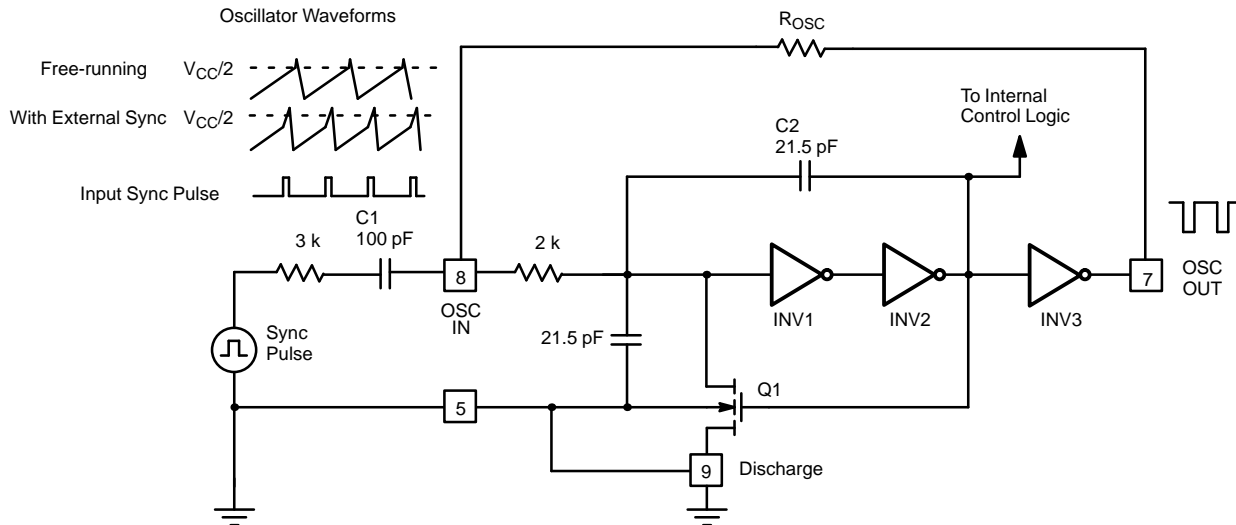 Oscillator Waveforms
Free-running V_CC/2
With External Sync V_CC/2
Input Sync Pulse
R_OSC
To Internal
Control Logic
C2
21.5 pF
C1
100 pF
3 k
8
OSC
IN
2 k
INV1
INV2
INV3
7
OSC
OUT
Sync
Pulse
21.5 pF
5
Q1
9
Discharge